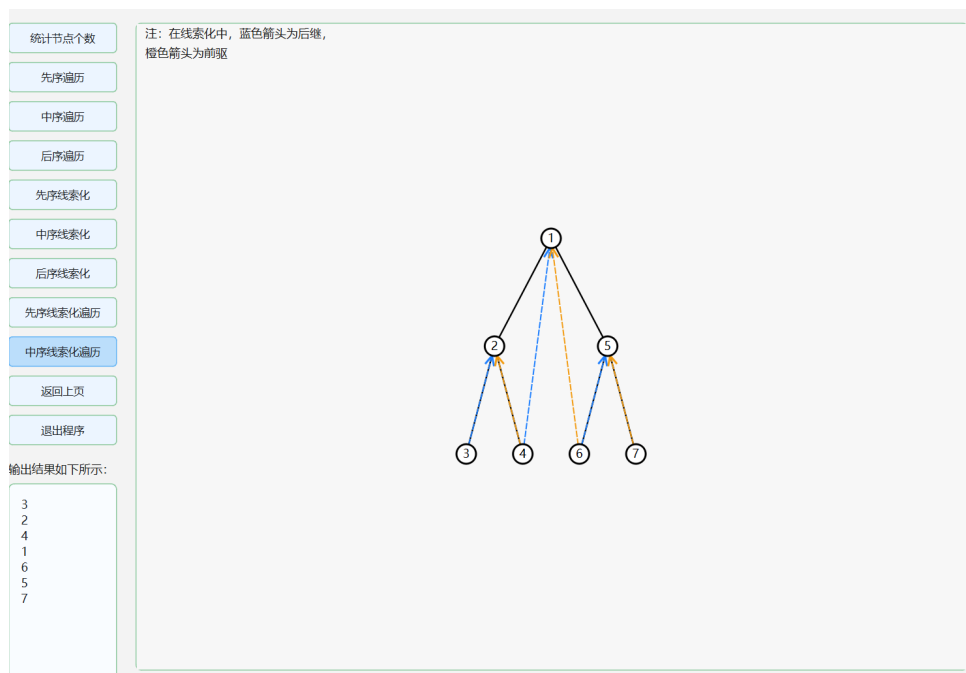 统计节点个数
先序遍历
中序遍历
后序遍历
先序线索化
中序线索化
后序线索化
先序线索化遍历
中序线索化遍历
返回上页
退出程序
输出结果如下所示：
3
2
4
1
6
5
7
注：在线索化中，蓝色箭头为后继，
橙色箭头为前驱
1
2
5
3
4
6
7